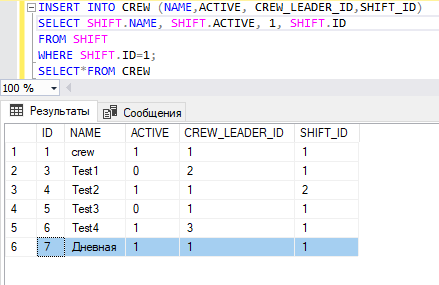 INSERT INTO CREW (NAME,ACTIVE, CREW_LEADER_ID,SHIFT_ID)
SELECT SHIFT.NAME, SHIFT.ACTIVE, 1, SHIFT.ID
FROM SHIFT
WHERE SHIFT.ID=1;
SELECT*FROM CREW
100 %
Результаты Сообщения
ID NAME ACTIVE CREW_LEADER_ID SHIFT_ID
1 1 crew 1 1 1
2 3 Test1 0 2 1
3 4 Test2 1 1 2
4 5 Test3 0 1 1
5 6 Test4 1 3 1
6 7 Дневная 1 1 1